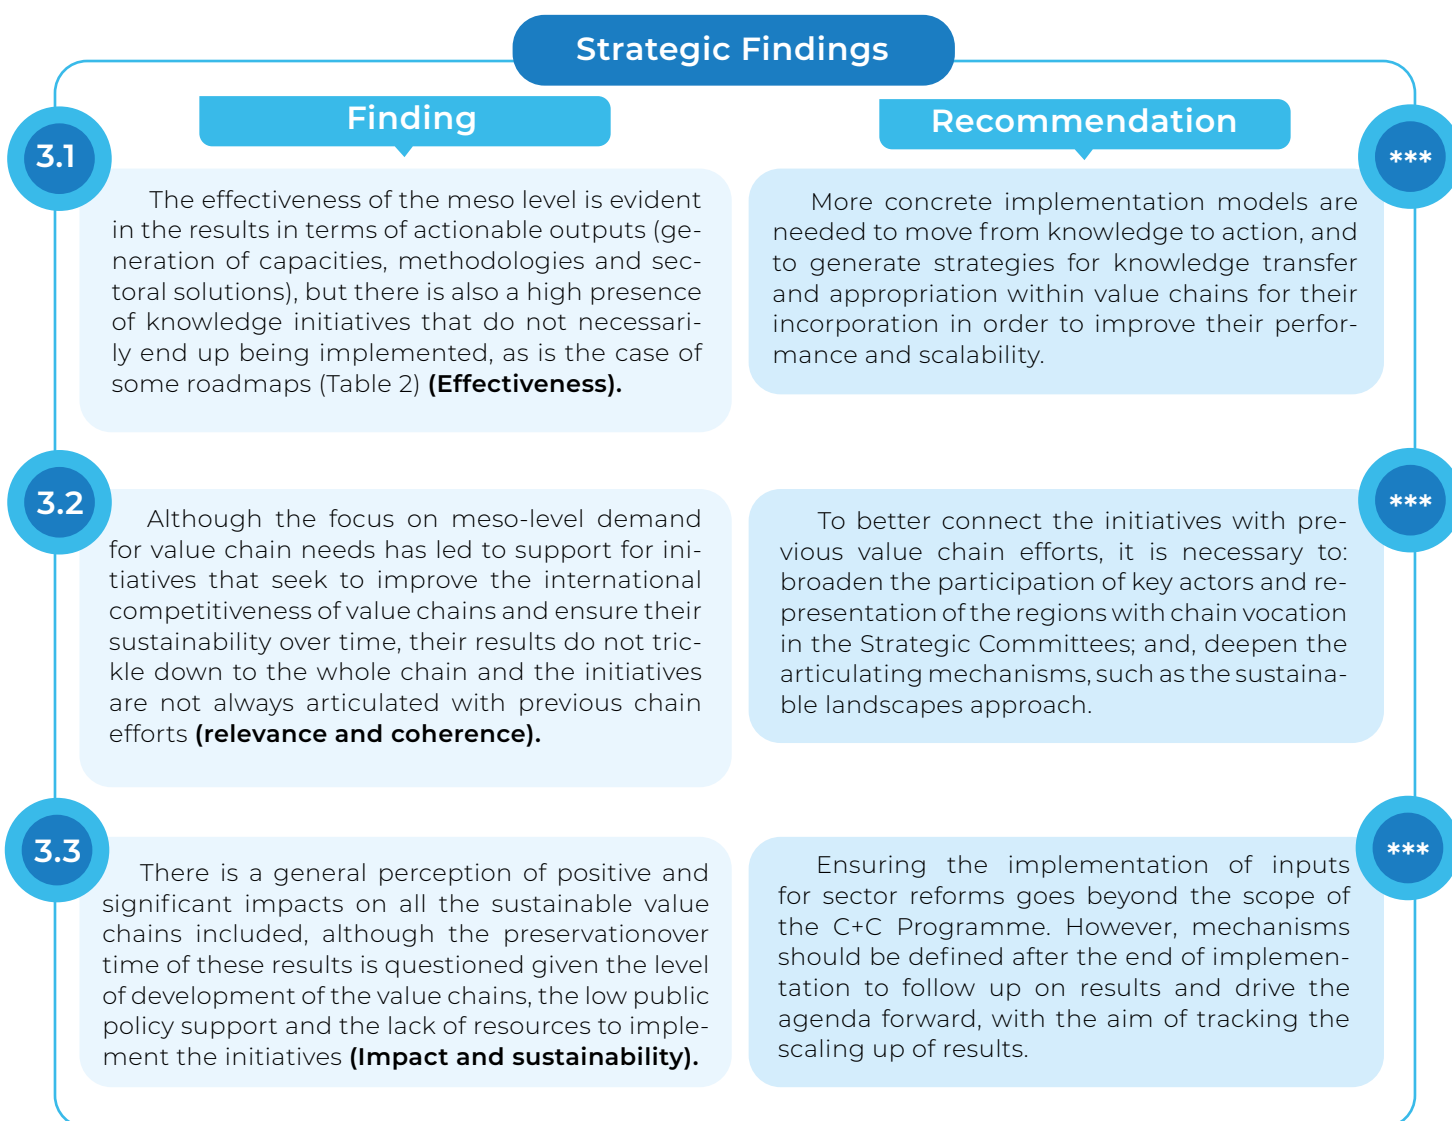 Strategic Findings
Finding
Recommendation
3.1
The effectiveness of the meso level is evident
in the results in terms of actionable outputs (ge-
neration of capacities, methodologies and sec-
toral solutions), but there is also a high presence
of knowledge initiatives that do not necessari-
ly end up being implemented, as is the case of
some roadmaps (Table 2) (Effectiveness).
***
More concrete implementation models are
needed to move from knowledge to action, and
to generate strategies for knowledge transfer
and appropriation within value chains for their
incorporation in order to improve their perfor-
mance and scalability.
3.2
Although the focus on meso-level demand
for value chain needs has led to support for ini-
tiatives that seek to improve the international
competitiveness of value chains and ensure their
sustainability over time, their results do not tric-
kle down to the whole chain and the initiatives
are not always articulated with previous chain
efforts (relevance and coherence).
***
To better connect the initiatives with pre-
vious value chain efforts, it is necessary to:
broaden the participation of key actors and re-
presentation of the regions with chain vocation
in the Strategic Committees; and, deepen the
articulating mechanisms, such as the sustaina-
ble landscapes approach.
3.3
There is a general perception of positive and
significant impacts on all the sustainable value
chains included, although the preservationover
time of these results is questioned given the level
of development of the value chains, the low public
policy support and the lack of resources to imple-
ment the initiatives (Impact and sustainability).
***
Ensuring the implementation of inputs
for sector reforms goes beyond the scope of
the C+C Programme. However, mechanisms
should be defined after the end of implemen-
tation to follow up on results and drive the
agenda forward, with the aim of tracking the
scaling up of results.